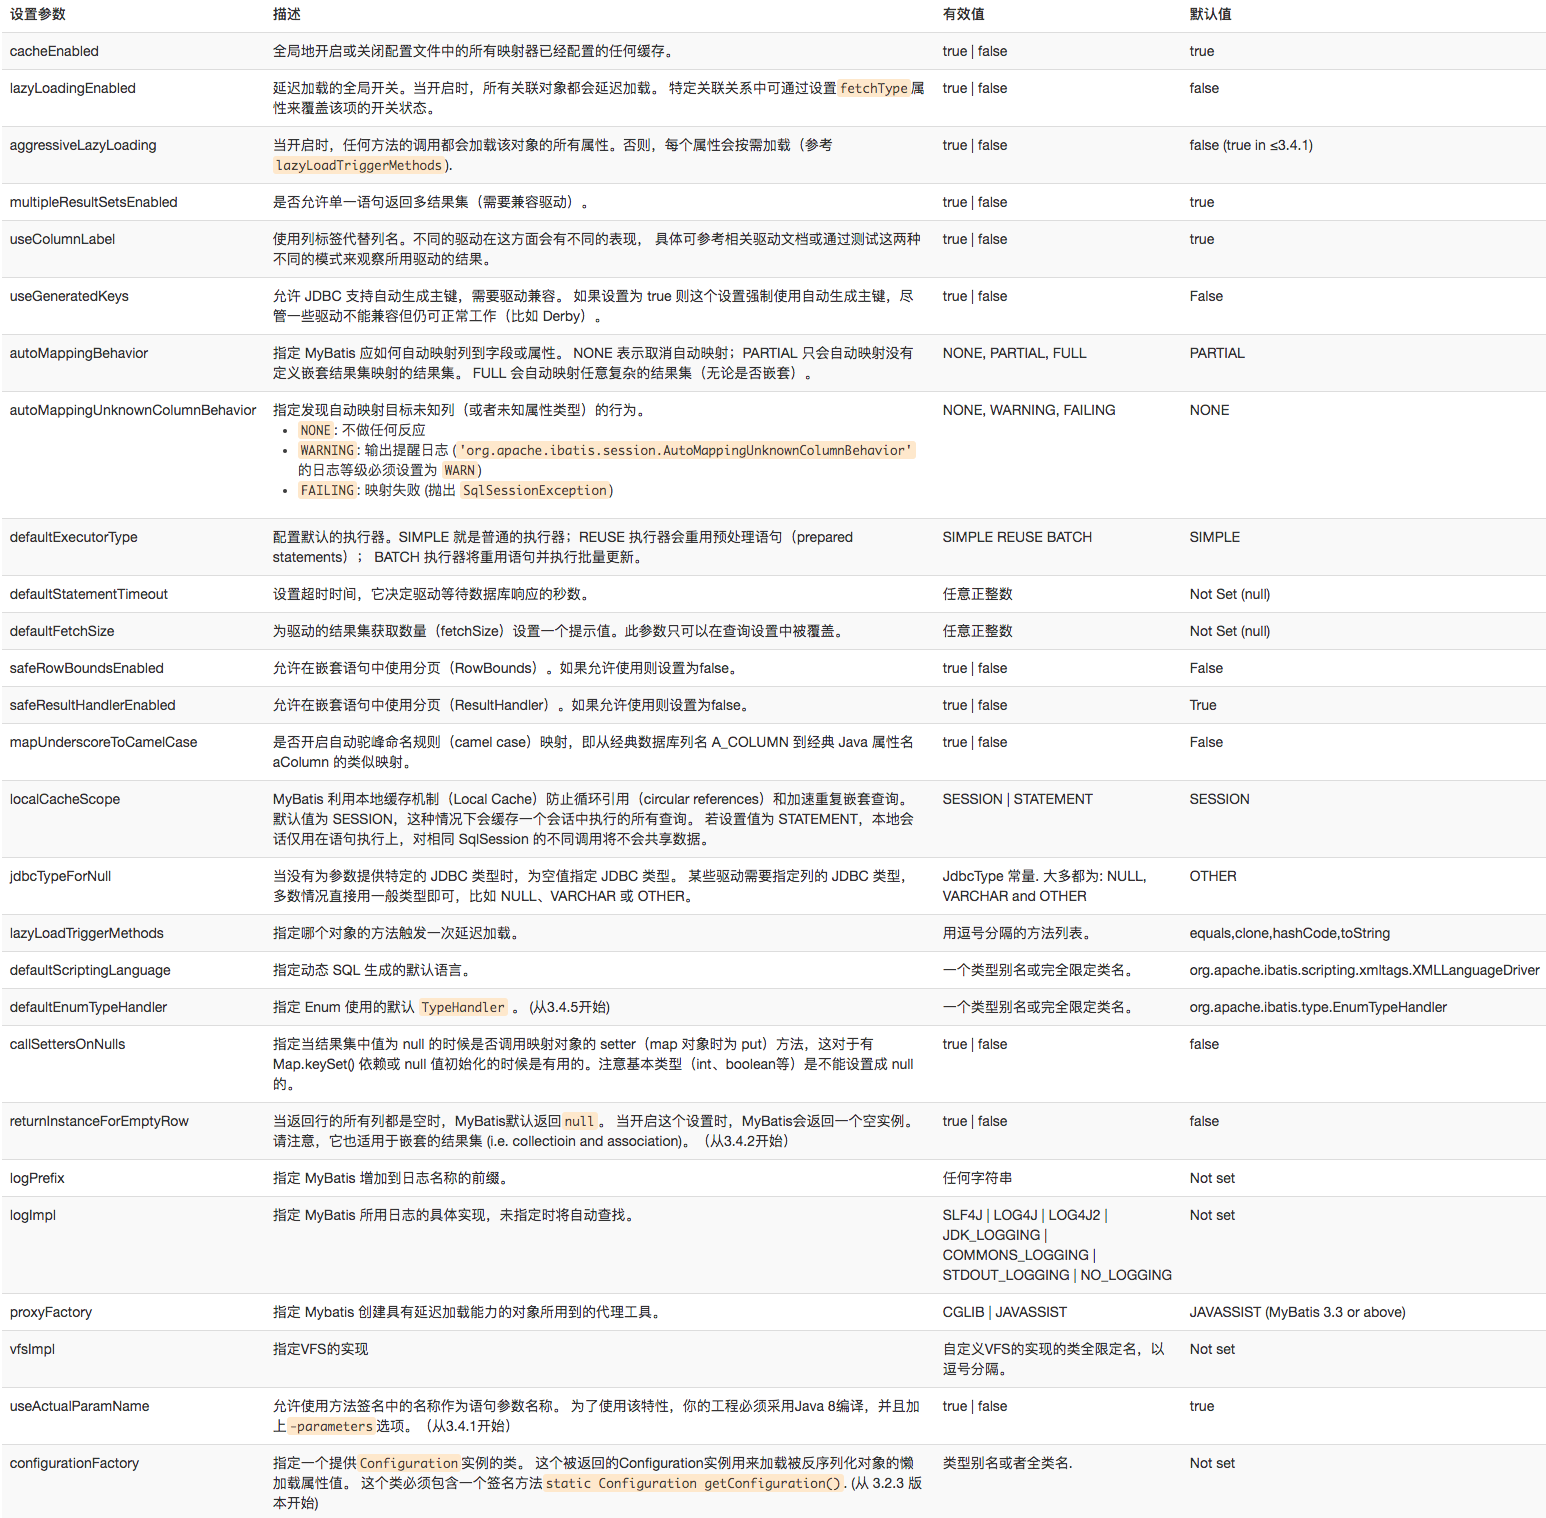 设置参数 描述 有效值 默认值
cacheEnabled 全局地开启或关闭配置文件中的所有映射器已经配置的任何缓存。 true | false true
lazyLoadingEnabled 延迟加载的全局开关。当开启时，所有关联对象都会延迟加载。 特定关联关系中可通过设置 fetchType 属 true | false false
性来覆盖该项的开关状态。
aggressiveLazyLoading 当开启时，任何方法的调用都会加载该对象的所有属性。否则，每个属性会按需加载（参考 true | false false (true in ≤3.4.1)
lazyLoadTriggerMethods ).
multipleResultSetsEnabled 是否允许单一语句返回多结果集（需要兼容驱动）。 true | false true
useColumnLabel 使用列标签代替列名。不同的驱动在这方面会有不同的表现， 具体可参考相关驱动文档或通过测试这两种 true | false true
不同的模式来观察所用驱动的结果。
useGeneratedKeys 允许 JDBC 支持自动生成主键，需要驱动兼容。 如果设置为 true 则这个设置强制使用自动生成主键，尽 true | false False
管一些驱动不能兼容但仍可正常工作（比如 Derby）。
autoMappingBehavior 指定 MyBatis 应如何自动映射列到字段或属性。 NONE 表示取消自动映射；PARTIAL 只会自动映射没有 NONE, PARTIAL, FULL PARTIAL
定义嵌套结果集映射的结果集。 FULL 会自动映射任意复杂的结果集（无论是否嵌套）。
autoMappingUnknownColumnBehavior 指定发现自动映射目标未知列（或者未知属性类型）的行为。 NONE, WARNING, FAILING NONE
• NONE : 不做任何反应
• WARNING : 输出提醒日志 ( 'org.apache.ibatis.session.AutoMappingUnknownColumnBehavior'
的日志等级必须设置为 WARN )
• FAILING : 映射失败 (抛出 SqlSessionException )
defaultExecutorType 配置默认的执行器。SIMPLE 就是普通的执行器；REUSE 执行器会重用预处理语句（prepared SIMPLE REUSE BATCH SIMPLE
statements）； BATCH 执行器将重用语句并执行批量更新。
defaultStatementTimeout 设置超时时间，它决定驱动等待数据库响应的秒数。 任意正整数 Not Set (null)
defaultFetchSize 为驱动的结果集获取数量（fetchSize）设置一个提示值。此参数只可以在查询设置中被覆盖。 任意正整数 Not Set (null)
safeRowBoundsEnabled 允许在嵌套语句中使用分页（RowBounds）。如果允许使用则设置为false。 true | false False
safeResultHandlerEnabled 允许在嵌套语句中使用分页（ResultHandler）。如果允许使用则设置为false。 true | false True
mapUnderscoreToCamelCase 是否开启自动驼峰命名规则（camel case）映射，即从经典数据库列名 A_COLUMN 到经典 Java 属性名 true | false False
aColumn 的类似映射。
localCacheScope MyBatis 利用本地缓存机制（Local Cache）防止循环引用（circular references）和加速重复嵌套查询。 SESSION | STATEMENT SESSION
默认值为 SESSION，这种情况下会缓存一个会话中执行的所有查询。 若设置值为 STATEMENT，本地会
话仅用在语句执行上，对相同 SqlSession 的不同调用将不会共享数据。
jdbcTypeForNull 当没有为参数提供特定的 JDBC 类型时，为空值指定 JDBC 类型。 某些驱动需要指定列的 JDBC 类型， JdbcType 常量. 大多都为: NULL, OTHER
多数情况直接用一般类型即可，比如 NULL、VARCHAR 或 OTHER。 VARCHAR and OTHER
lazyLoadTriggerMethods 指定哪个对象的方法触发一次延迟加载。 用逗号分隔的方法列表。 equals,clone,hashCode,toString
defaultScriptingLanguage 指定动态 SQL 生成的默认语言。 一个类型别名或完全限定类名。 org.apache.ibatis.scripting.xmltags.XMLLanguageDriver
defaultEnumTypeHandler 指定 Enum 使用的默认 TypeHandler 。 (从3.4.5开始) 一个类型别名或完全限定类名。 org.apache.ibatis.type.EnumTypeHandler
callSettersOnNulls 指定当结果集中值为 null 的时候是否调用映射对象的 setter（map 对象时为 put）方法，这对于有 true | false false
Map.keySet() 依赖或 null 值初始化的时候是有用的。注意基本类型（int、boolean等）是不能设置成 null
的。
returnInstanceForEmptyRow 当返回行的所有列都是空时，MyBatis默认返回 null 。 当开启这个设置时，MyBatis会返回一个空实例。 true | false false
请注意，它也适用于嵌套的结果集 (i.e. collectioin and association)。（从3.4.2开始）
logPrefix 指定 MyBatis 增加到日志名称的前缀。 任何字符串 Not set
logImpl 指定 MyBatis 所用日志的具体实现，未指定时将自动查找。 SLF4J | LOG4J | LOG4J2 | Not set
JDK_LOGGING |
COMMONS_LOGGING |
STDOUT_LOGGING | NO_LOGGING
proxyFactory 指定 Mybatis 创建具有延迟加载能力的对象所用到的代理工具。 CGLIB | JAVASSIST JAVASSIST (MyBatis 3.3 or above)
vfsImpl 指定VFS的实现 自定义VFS的实现的类全限定名，以 Not set
逗号分隔。
useActualParamName 允许使用方法签名中的名称作为语句参数名称。 为了使用该特性，你的工程必须采用Java 8编译，并且加 true | false true
上 -parameters 选项。（从3.4.1开始）
configurationFactory 指定一个提供 Configuration 实例的类。 这个被返回的Configuration实例用来加载被反序列化对象的懒 类型别名或者全类名. Not set
加载属性值。 这个类必须包含一个签名方法 static Configuration getConfiguration() . (从 3.2.3 版
本开始)